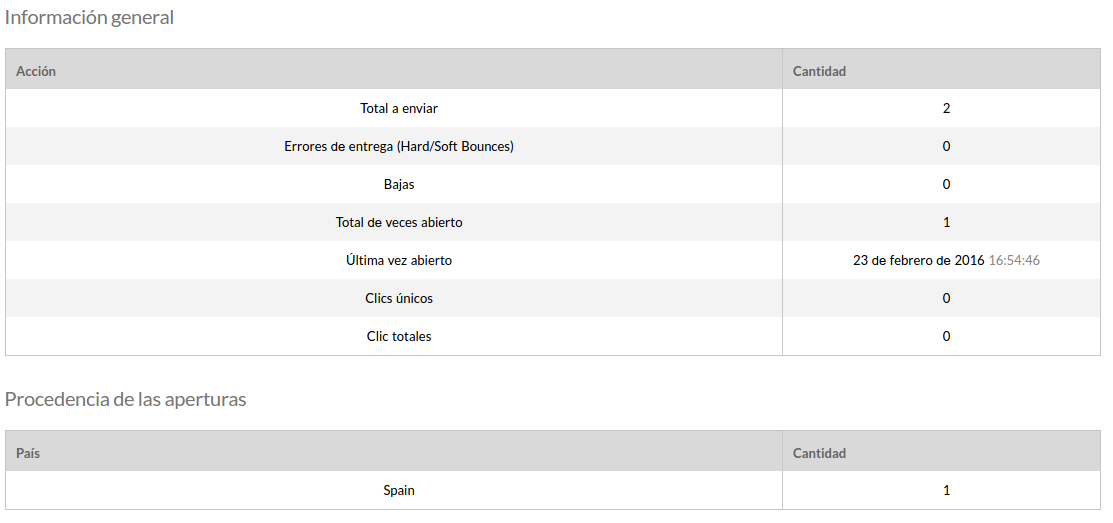 Información general
Acción Cantidad
Total a enviar 2
Errores de entrega (Hard/Soft Bounces) 0
Bajas 0
Total de veces abierto 1
Última vez abierto 23 de febrero de 2016 16:54:46
Clics únicos 0
Clic totales 0
Procedencia de las aperturas
País Cantidad
Spain 1